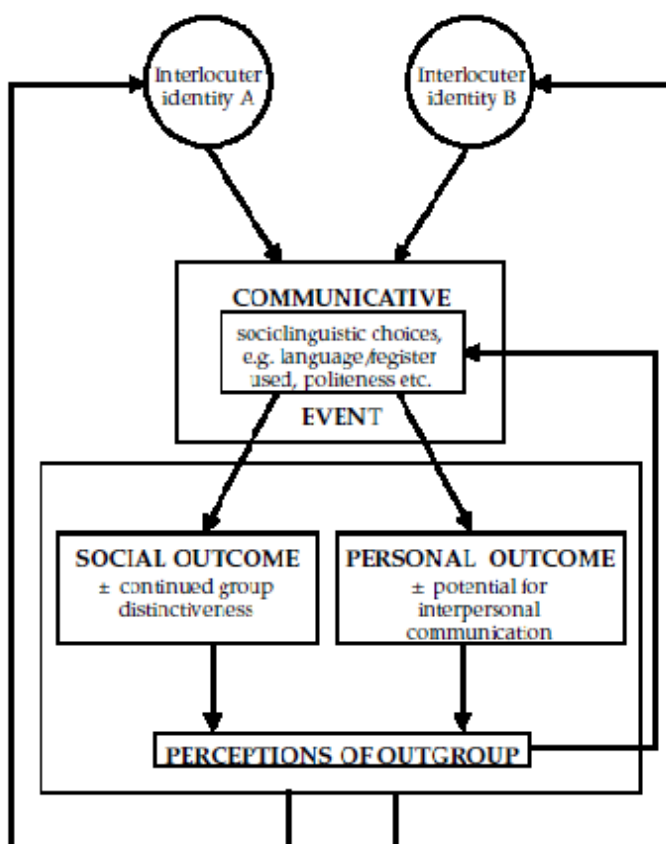 Interlocuter
identity A
Interlocuter
identity B
COMMUNICATIVE
sociclinguistic choices,
e.g. language/register
used, politeness etc.
EVENT
SOCIAL OUTCOME
± continued group
distinctiveness
PERSONAL OUTCOME
± potential for
interpersonal
communication
PERCEPTIONS OF OUTGROUP